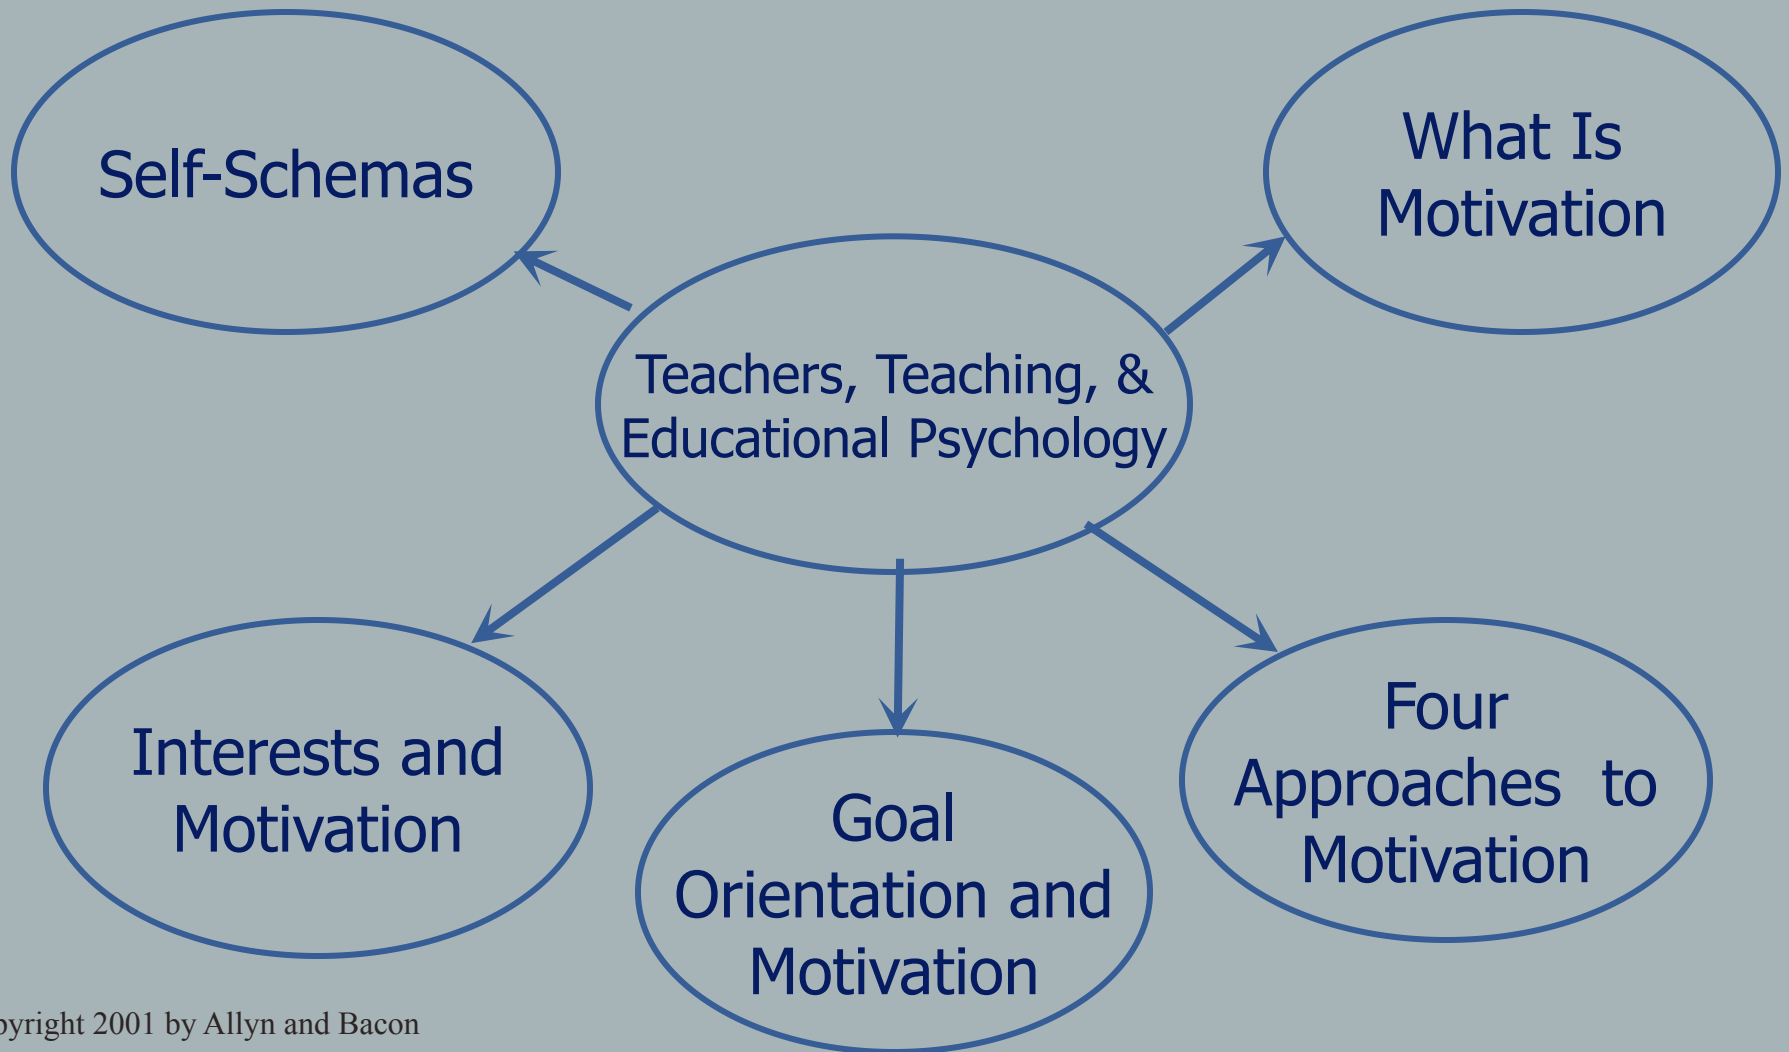 Self-Schemas
What Is
Motivation
Teachers, Teaching, &
Educational Psychology
Interests and
Motivation
Goal
Orientation and
Motivation
Four
Approaches to
Motivation
pyright 2001 by Allyn and Bacon